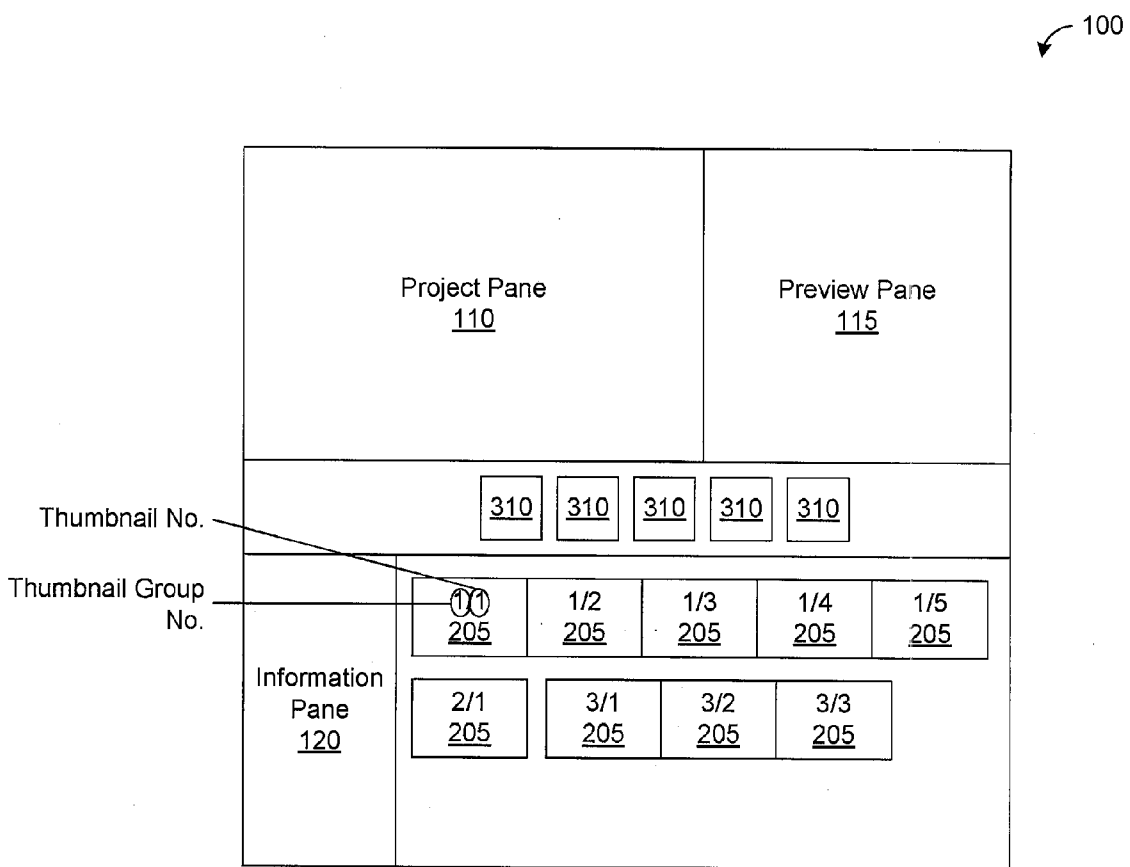 100
Project Pane
110
Preview Pane
115
310 310 310 310 310
Thumbnail No.
Thumbnail Group
No.
1/1 1/2 1/3 1/4 1/5
205 205 205 205 205
Information
Pane
120
2/1 3/1 3/2 3/3
205 205 205 205